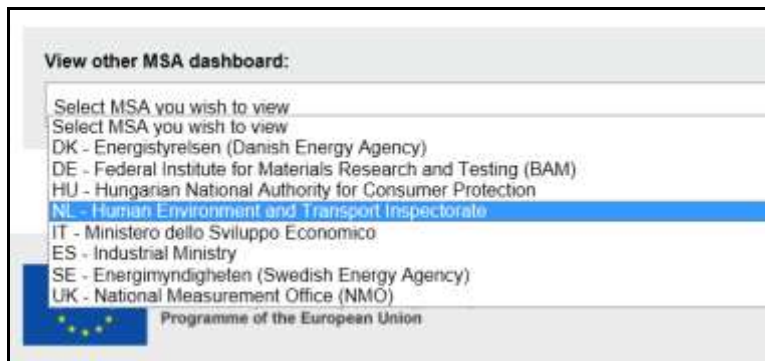 View other MSA dashboard:
Select MSA you wish to view
Select MSA you wish to view
DK - Energistyrelsen (Danish Energy Agency)
DE - Federal Institute for Materials Research and Testing (BAM)
HU - Hungarian National Authority for Consumer Protection
NL - Human Environment and Transport Inspectorate
IT - Ministero dello Sviluppo Economico
ES - Industrial Ministry
SE - Energimyndigheten (Swedish Energy Agency)
UK - National Measurement Office (NMO)
Programme of the European Union